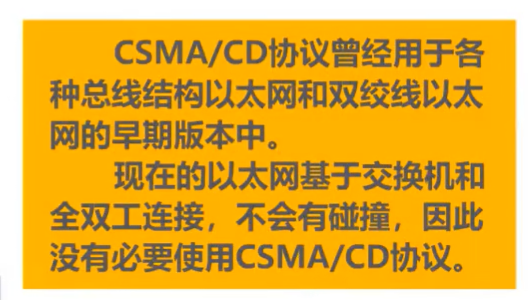 CSMA/CD协议曾经用于各
种总线结构以太网和双绞线以太
网的早期版本中。
现在的以太网基于交换机和
全双工连接，不会有碰撞，因此
没有必要使用CSMA/CD协议。